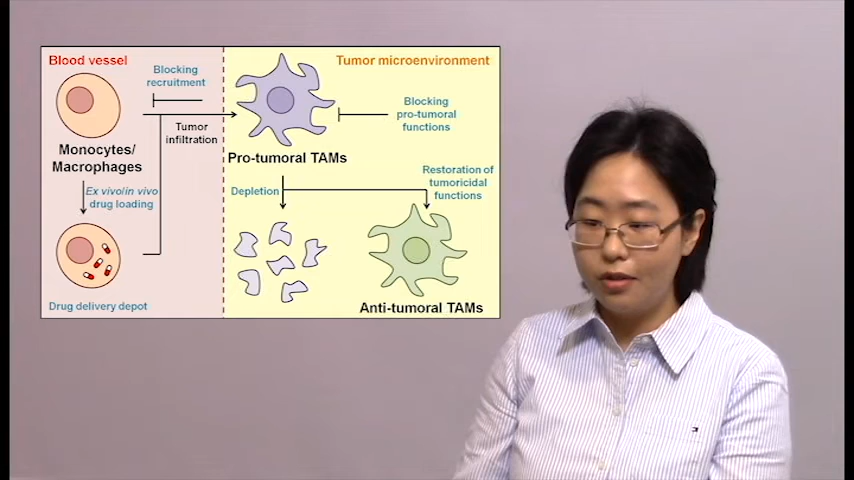 Blood vessel
Tumor microenvironment
Blocking
recruitment
Blocking
pro-tumoral
functions
Tumor
infiltration
Monocytes/
Macrophages
Pro-tumoral TAMs
Ex vivo/in vivo
drug loading
Depletion
Restoration of
tumoricidal
functions
Drug delivery depot
Anti-tumoral TAMs